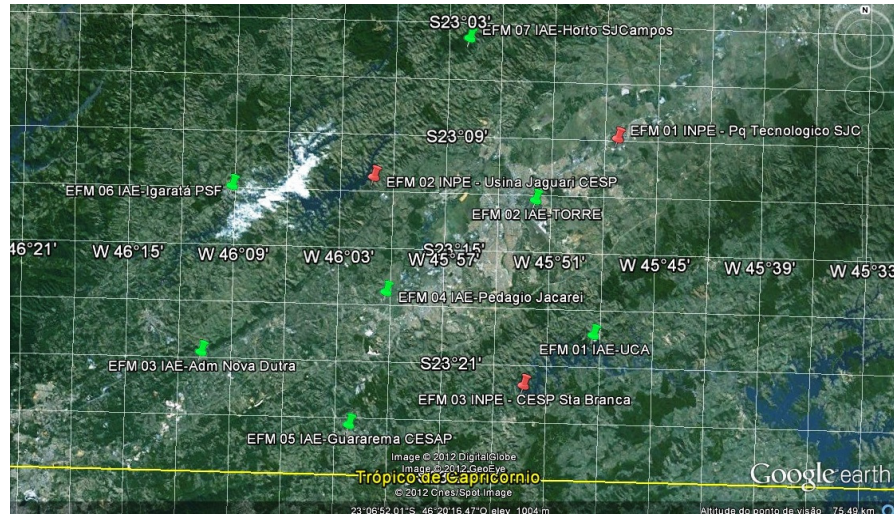 N
S23°03'
EFM 07 IAE-Horto SJCampos
EFM 01 INPE - Pq Tecnologico SJC
S23°09'
EFM 02 INPE - Usina Jaguari CESP
EFM 06 IAE-Igaratá PSF
EFM 02 IAE-TORRE
S23°15'
46°21' W 46°15' W 46°09' W 46°03' W 45°57' W 45°51' W 45°45' W 45°39' W 45°33'
EFM 04 IAE-Pedagio Jacarei
EFM 01 IAE-UCA
EFM 03 IAE-Adm Nova Dutra
S23°21'
EFM 03 INPE - CESP Sta Branca
EFM 05 IAE-Guararema CESAP
Image © 2012 DigitalGlobe
Image © 2012 GeoEye
Trópico de Capricornio
© 2012 Cnes/Spot Image
Google earth
23°06'52.01"S 46°20'16.47"O elev 1004 m
Altitude do ponto de visão 75.49 km